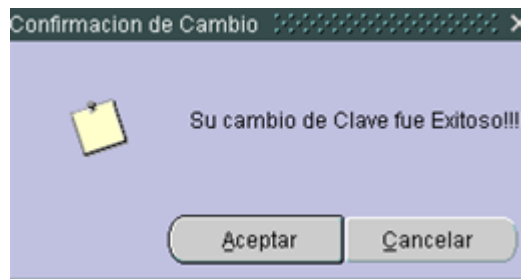 Confirmacion de Cambio
Su cambio de Clave fue Exitoso!!!
Aceptar
Cancelar